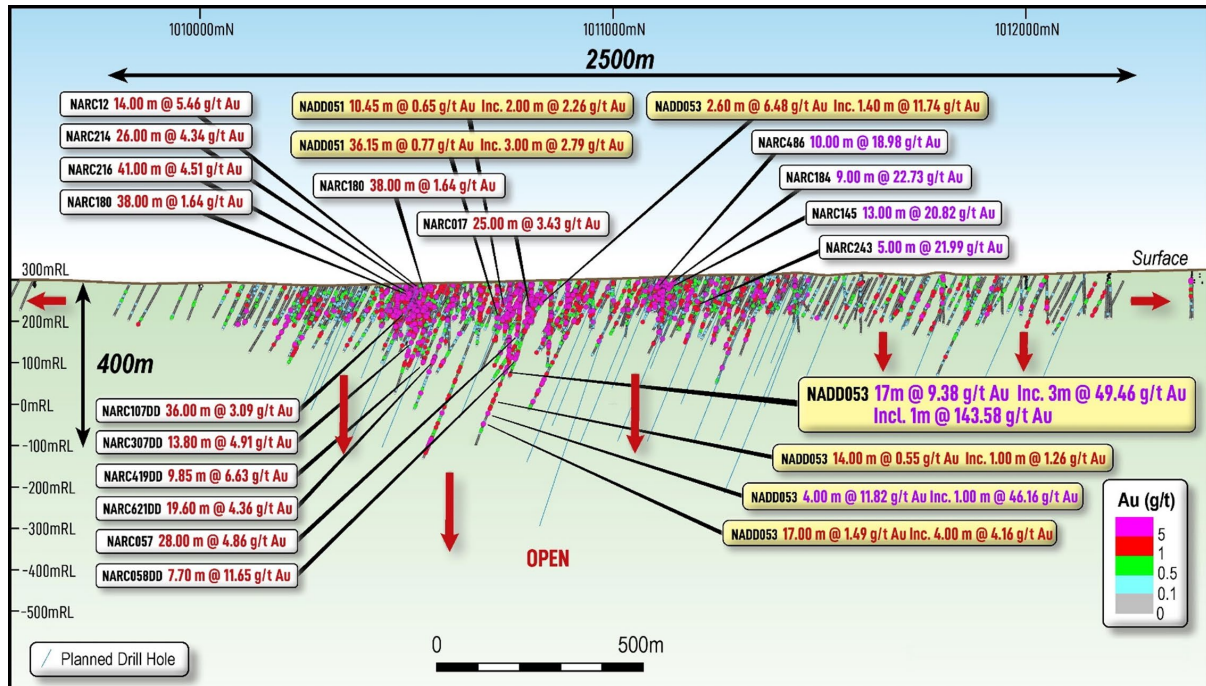 1010000mN
1011000mN
1012000mN
2500m
NARC12 14.00 m @ 5.46 g/t Au
NARC214 26.00 m @ 4.34 g/t Au
NARC216 41.00 m @ 4.51 g/t Au
NARC180 38.00 m @ 1.64 g/t Au
NADD051 10.45 m @ 0.65 g/t Au Inc. 2.00 m @ 2.26 g/t Au
NADD051 36.15 m @ 0.77 g/t Au Inc. 3.00 m @ 2.79 g/t Au
NARC180 38.00 m @ 1.64 g/t Au
NARC017 25.00 m @ 3.43 g/t Au
NADD053 2.60 m @ 6.48 g/t Au Inc. 1.40 m @ 11.74 g/t Au
NARC486 10.00 m @ 18.98 g/t Au
NARC184 9.00 m @ 22.73 g/t Au
NARC145 13.00 m @ 20.82 g/t Au
NARC243 5.00 m @ 21.99 g/t Au
Surface
300mRL
200mRL
100mRL
0mRL
-100mRL
-200mRL
-300mRL
-400mRL
-500mRL
400m
NARC107DD 36.00 m @ 3.09 g/t Au
NARC307DD 13.80 m @ 4.91 g/t Au
NARC419DD 9.85 m @ 6.63 g/t Au
NARC621DD 19.60 m @ 4.36 g/t Au
NARC057 28.00 m @ 4.86 g/t Au
NARC058DD 7.70 m @ 11.65 g/t Au
NADD053 17m @ 9.38 g/t Au Inc. 3m @ 49.46 g/t Au
Incl. 1m @ 143.58 g/t Au
NADD053 14.00 m @ 0.55 g/t Au Inc. 1.00 m @ 1.26 g/t Au
NADD053 4.00 m @ 11.82 g/t Au Inc. 1.00 m @ 46.16 g/t Au
NADD053 17.00 m @ 1.49 g/t Au Inc. 4.00 m @ 4.16 g/t Au
OPEN
Au (g/t)
5
1
0.5
0.1
0
Planned Drill Hole
0
500m